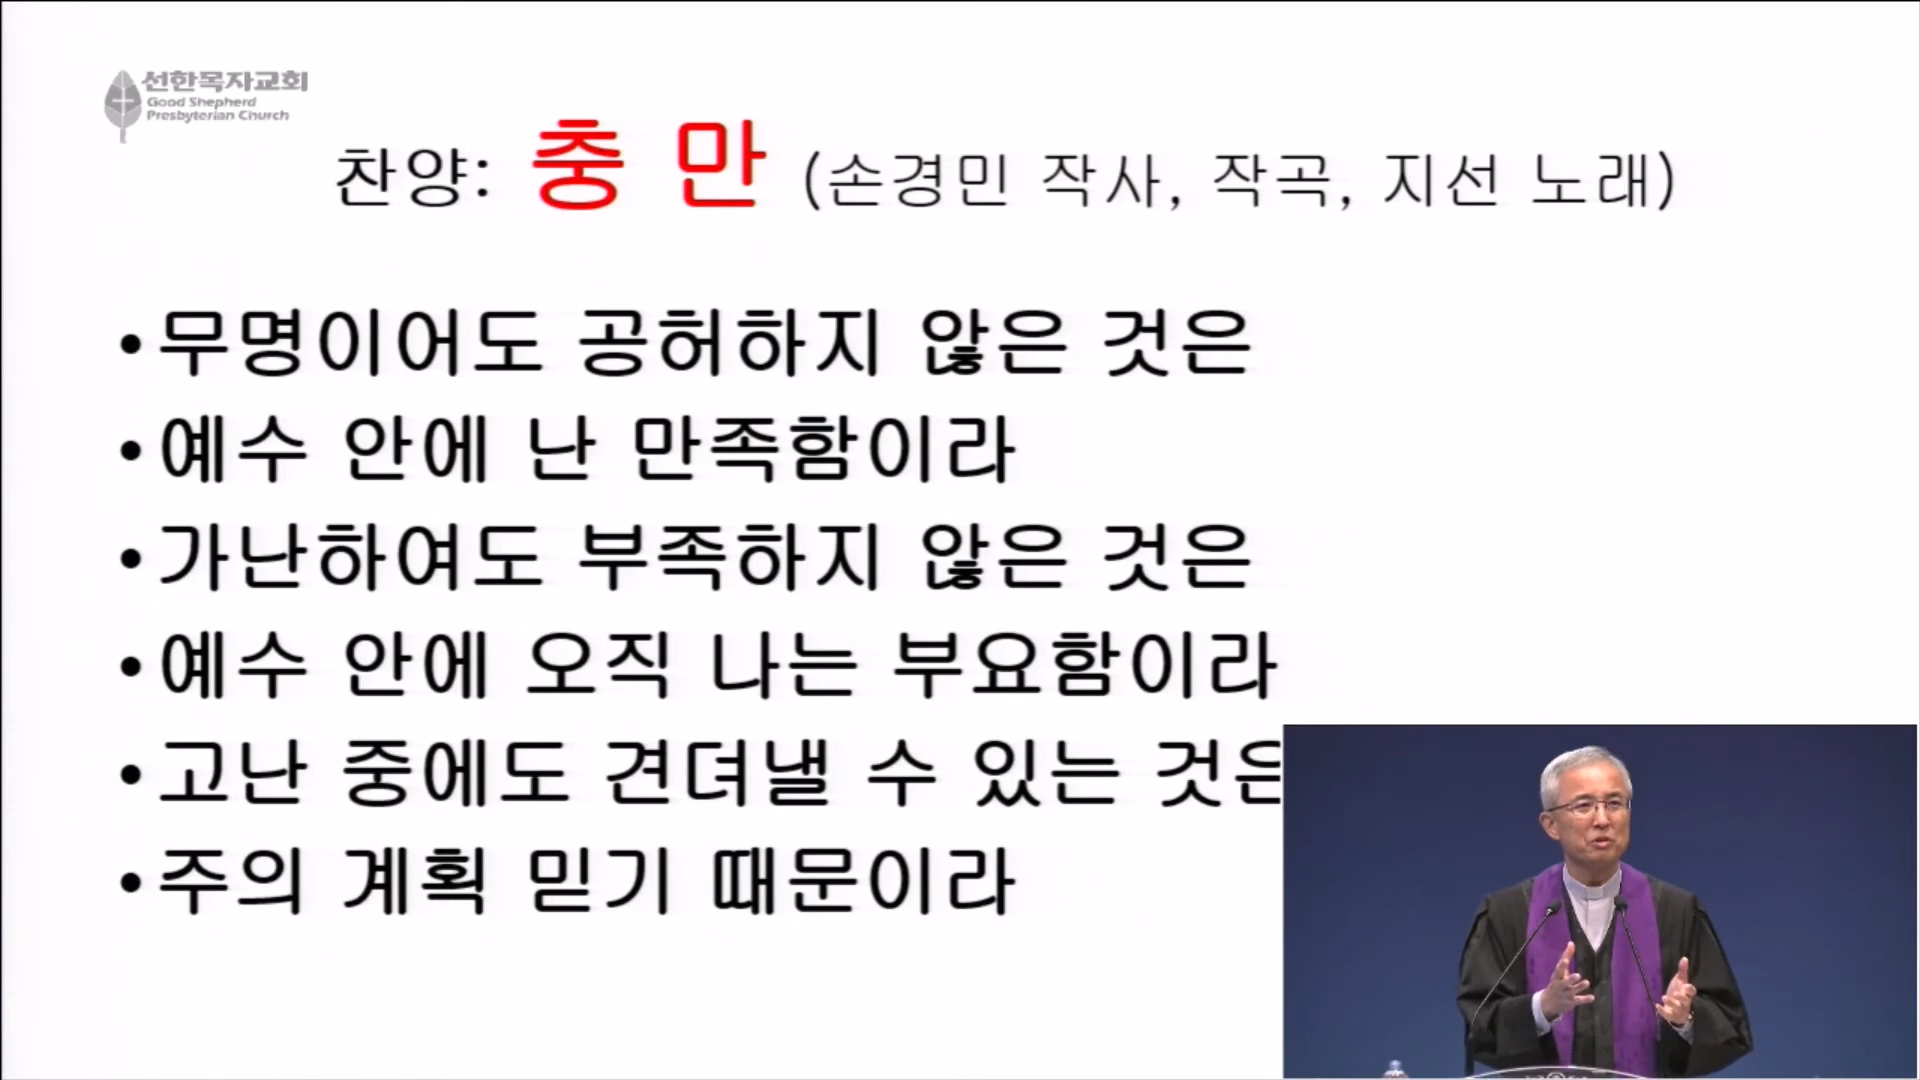 선한목자교회
Good Shepherd
Presbyterian Church
찬양: 충 만 (손경민 작사, 작곡, 지선 노래)
•무명이어도 공허하지 않은 것은
•예수 안에 난 만족함이라
•가난하여도 부족하지 않은 것은
•예수 안에 오직 나는 부요함이라
•고난 중에도 견뎌낼 수 있는 것은
•주의 계획 믿기 때문이라